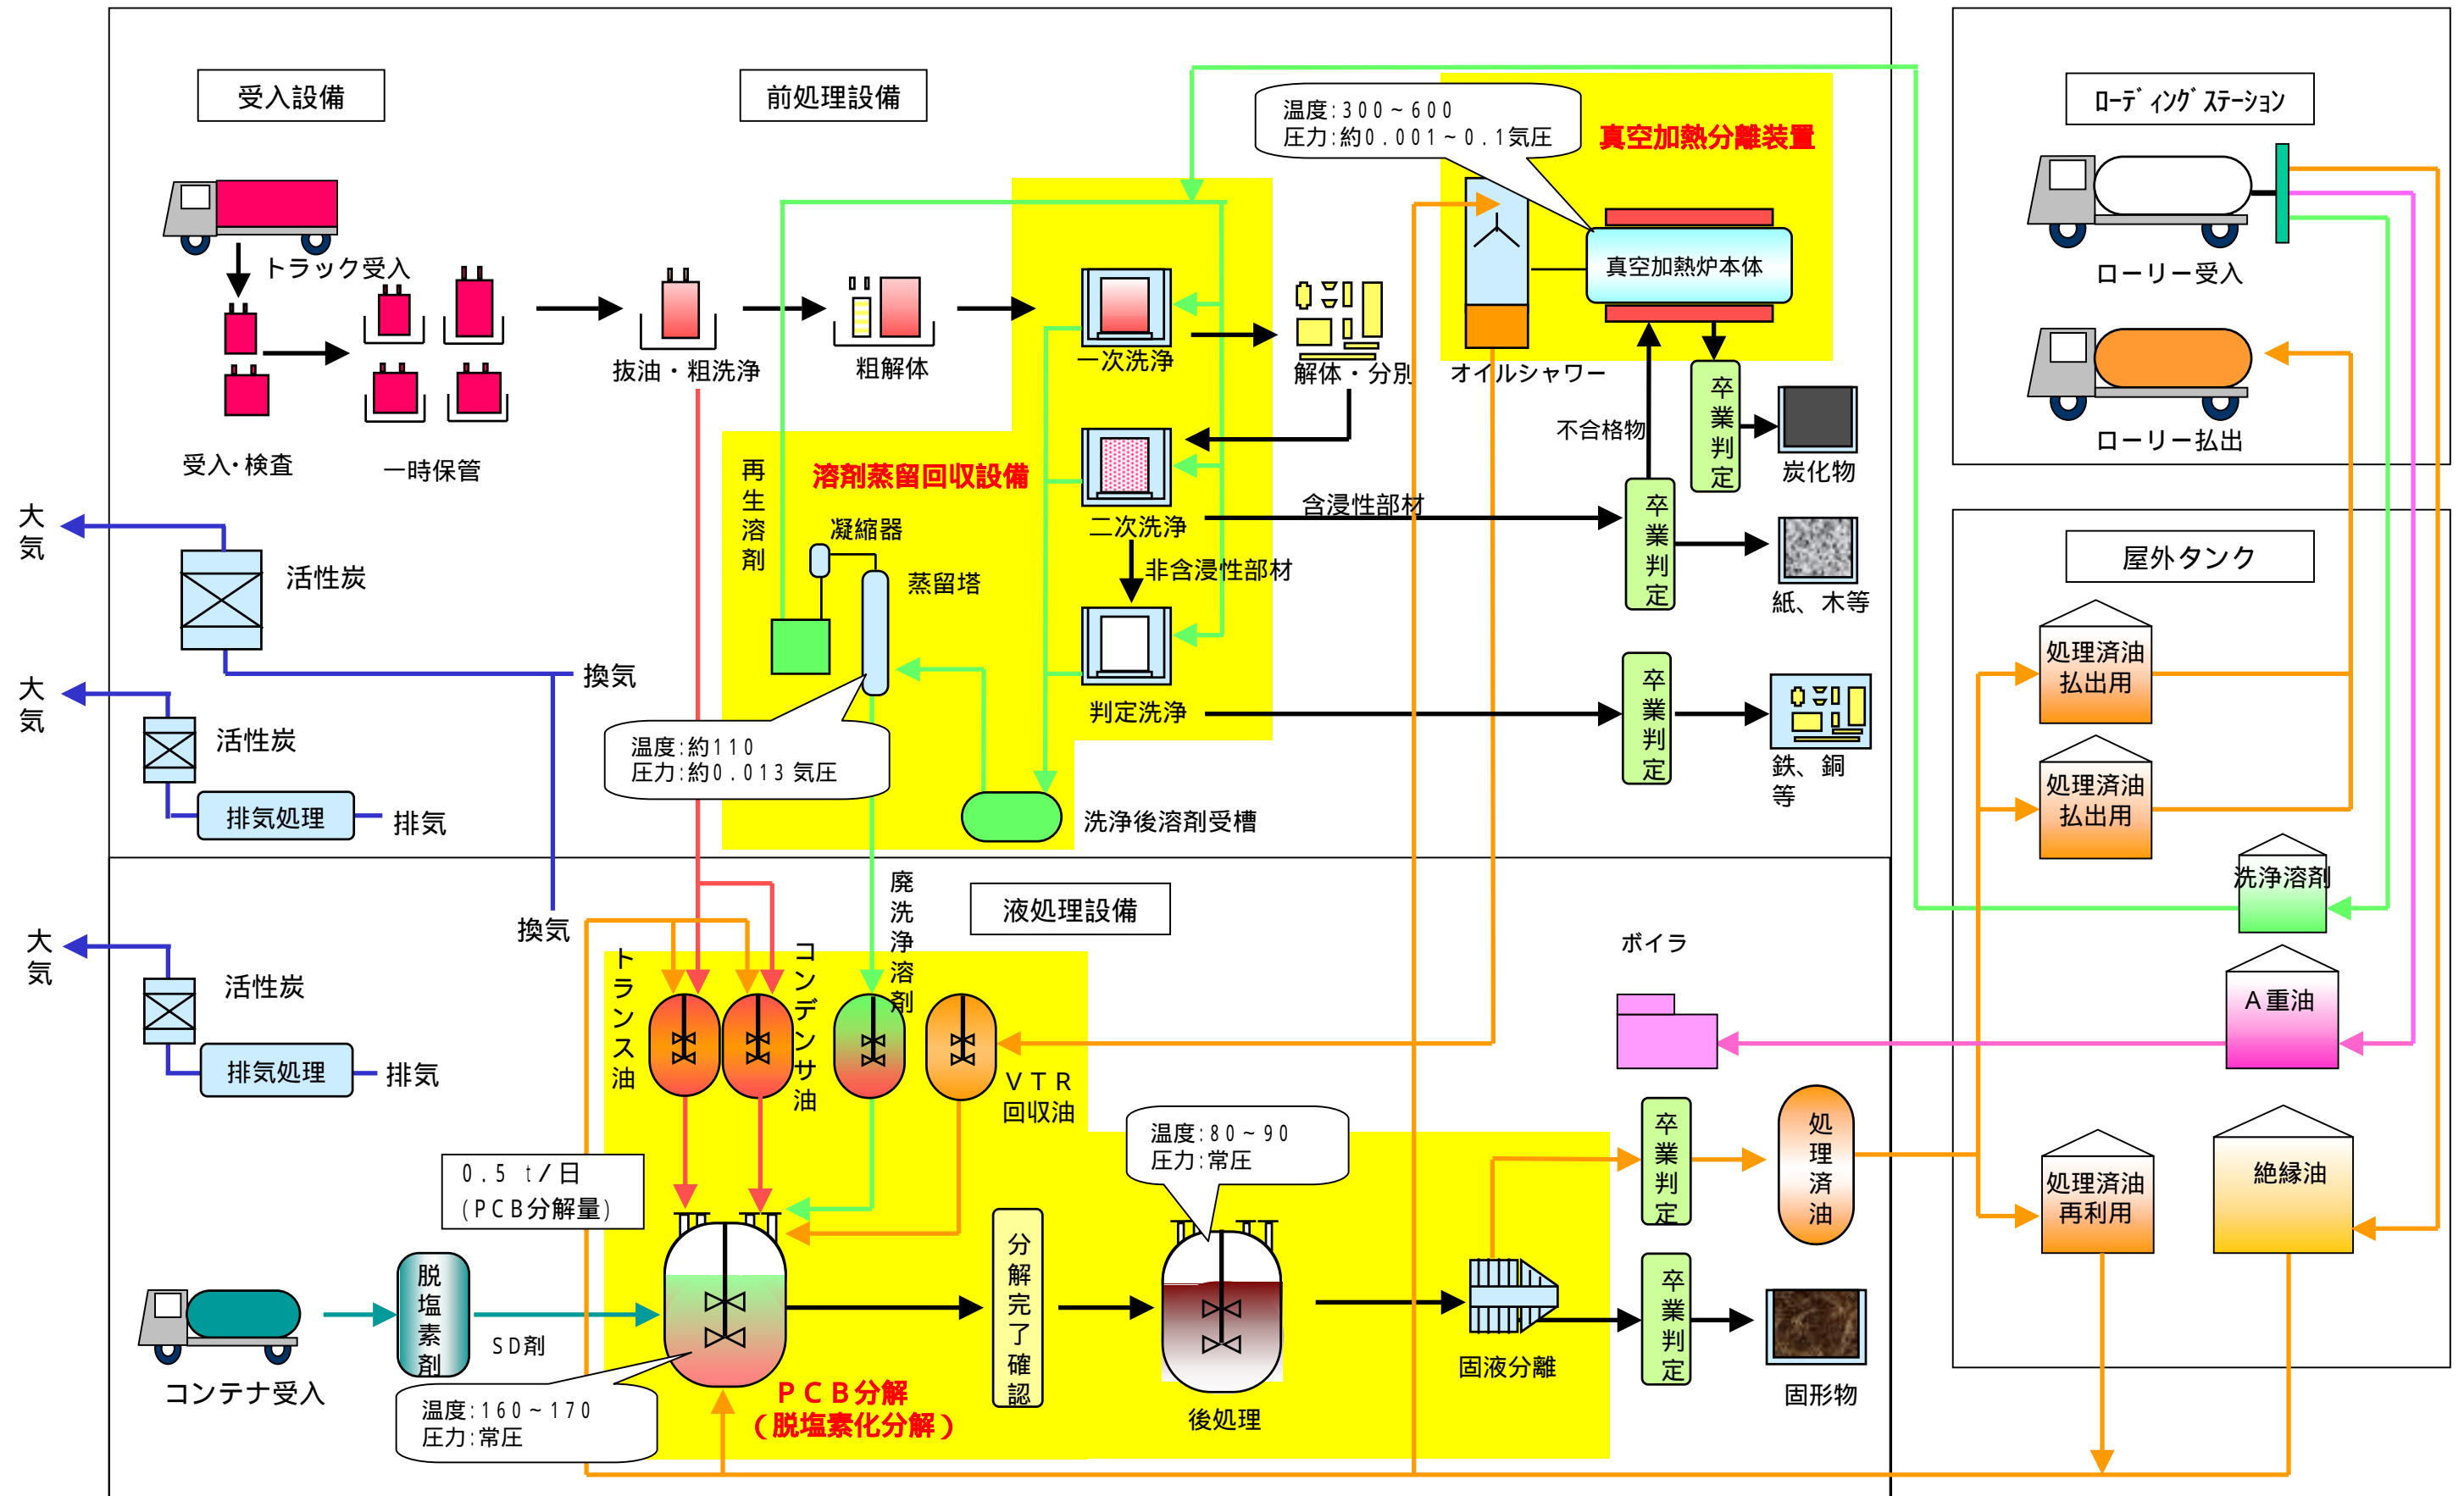 受入設備
前処理設備
ローディングステーション
温度:300~600
圧力:約0.001~0.1気圧
真空加熱分離装置
トラック受入
真空加熱炉本体
ローリー受入
抜油・粗洗浄
粗解体
一次洗浄
解体・分別
オイルシャワー
卒業判定
不合格物
炭化物
ローリー払出
受入・検査
一時保管
再生溶剤
溶剤蒸留回収設備
凝縮器
蒸留塔
二次洗浄
含浸性部材
非含浸性部材
卒業判定
紙、木等
大気
活性炭
換気
屋外タンク
処理済油
払出用
大気
活性炭
判定洗浄
卒業判定
鉄、銅
等
温度:約110
圧力:約0.013気圧
処理済油
払出用
排気処理
排気
洗浄後溶剤受槽
洗浄溶剤
換気
廃洗浄溶剤
液処理設備
ボイラ
大気
活性炭
トランス油
コンデンサ油
A重油
排気処理
排気
VTR
回収油
温度:80~90
圧力:常圧
卒業判定
処理済油
処理済油
再利用
絶縁油
0.5 t/日
(PCB分解量)
脱塩素剤
SD剤
コンテナ受入
分解完了確認
固液分離
卒業判定
固形物
後処理
温度:160~170
圧力:常圧
PCB分解
(脱塩素化分解)